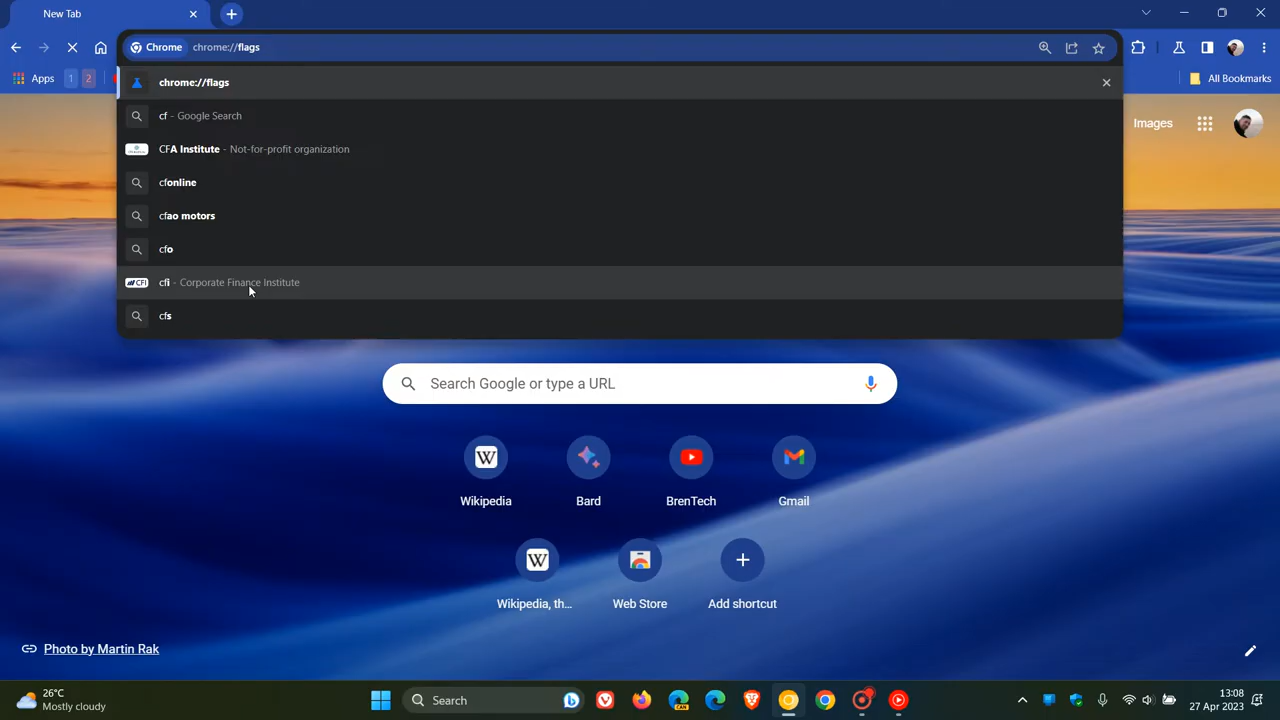 New Tab
Chrome chrome://flags
Apps 1 2 All Bookmarks
chrome://flags
cf - Google Search
CFA Institute - Not-for-profit organization
cfonline
cfao motors
cfo
CFI cfi - Corporate Finance Institute
cfs
Images
Search Google or type a URL
Wikipedia Bard BrenTech Gmail
Wikipedia, th... Web Store Add shortcut
Photo by Martin Rak
26°C
Mostly cloudy
Search
CAN
13:08
27 Apr 2023